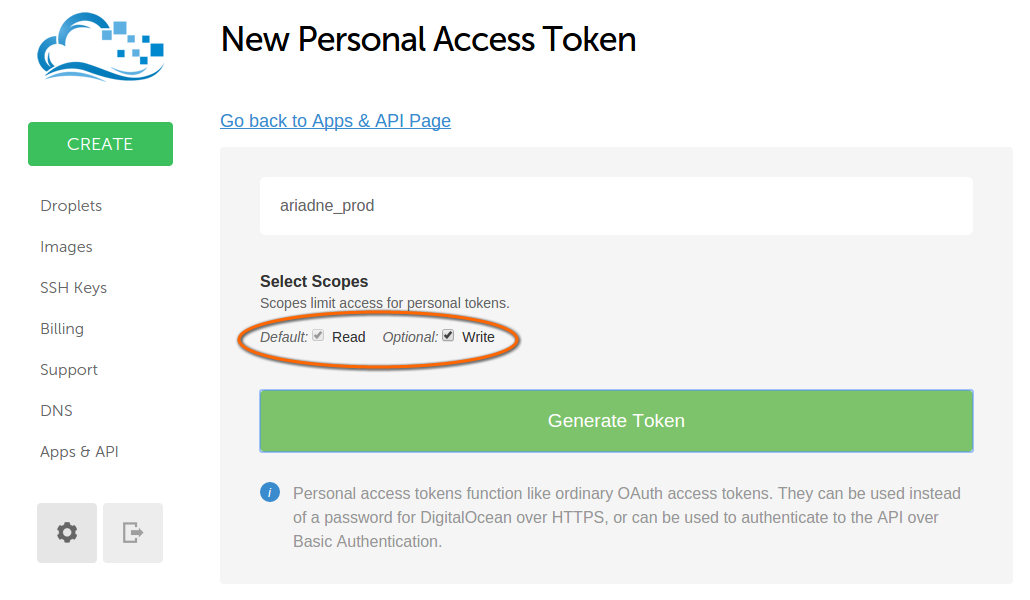 New Personal Access Token
Go back to Apps & API Page
CREATE
Droplets
Images
SSH Keys
Billing
Support
DNS
Apps & API
ariadne_prod
Select Scopes
Scopes limit access for personal tokens.
Default: Read Optional: Write
Generate Token
i Personal access tokens function like ordinary OAuth access tokens. They can be used instead
of a password for DigitalOcean over HTTPS, or can be used to authenticate to the API over
Basic Authentication.